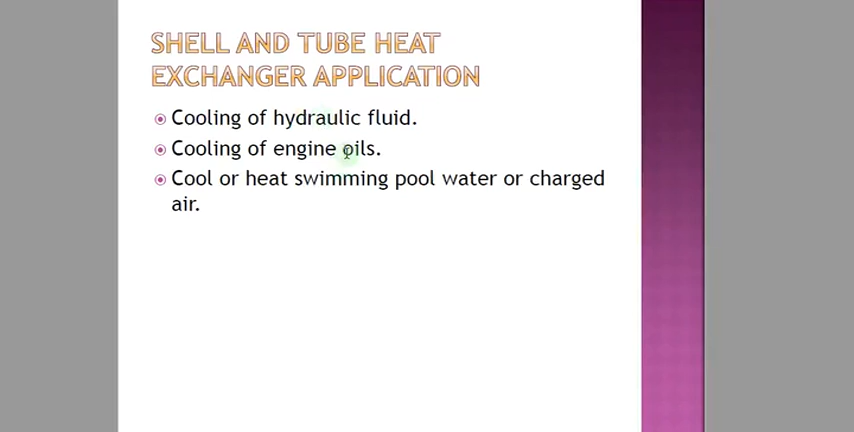 SHELL AND TUBE HEAT
EXCHANGER APPLICATION
Cooling of hydraulic fluid.
Cooling of engine oils.
Cool or heat swimming pool water or charged
air.